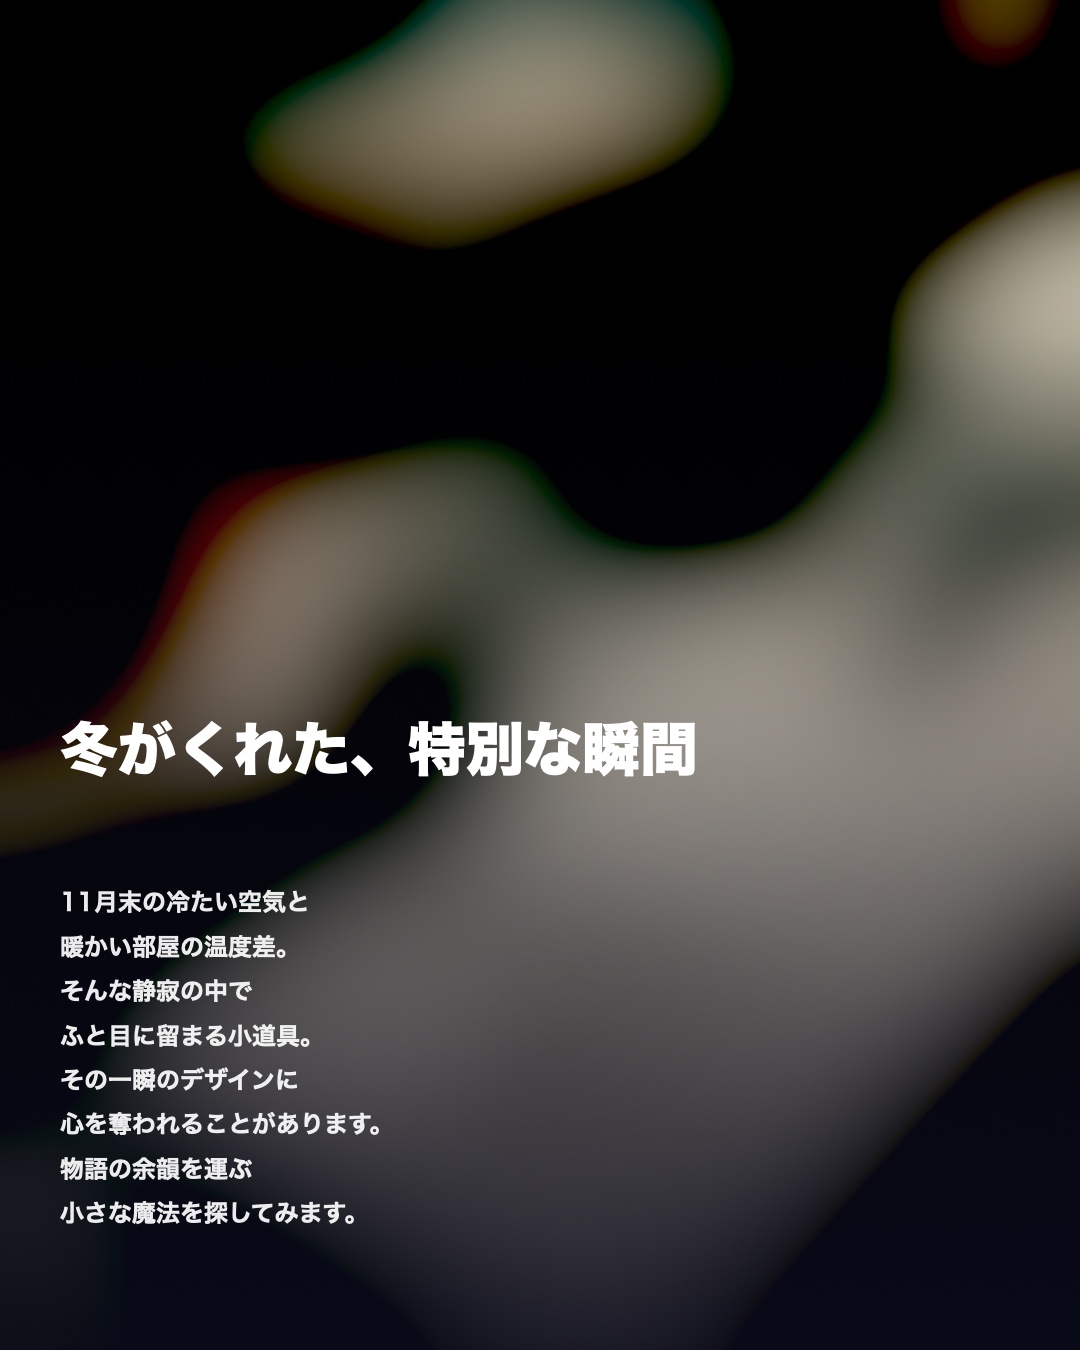 冬がくれた、特別な瞬間
11月末の冷たい空気と
暖かい部屋の温度差。
そんな静寂の中で
ふと目に留まる小道具。
その一瞬のデザインに
心を奪われることがあります。
物語の余韻を運ぶ
小さな魔法を探してみます。